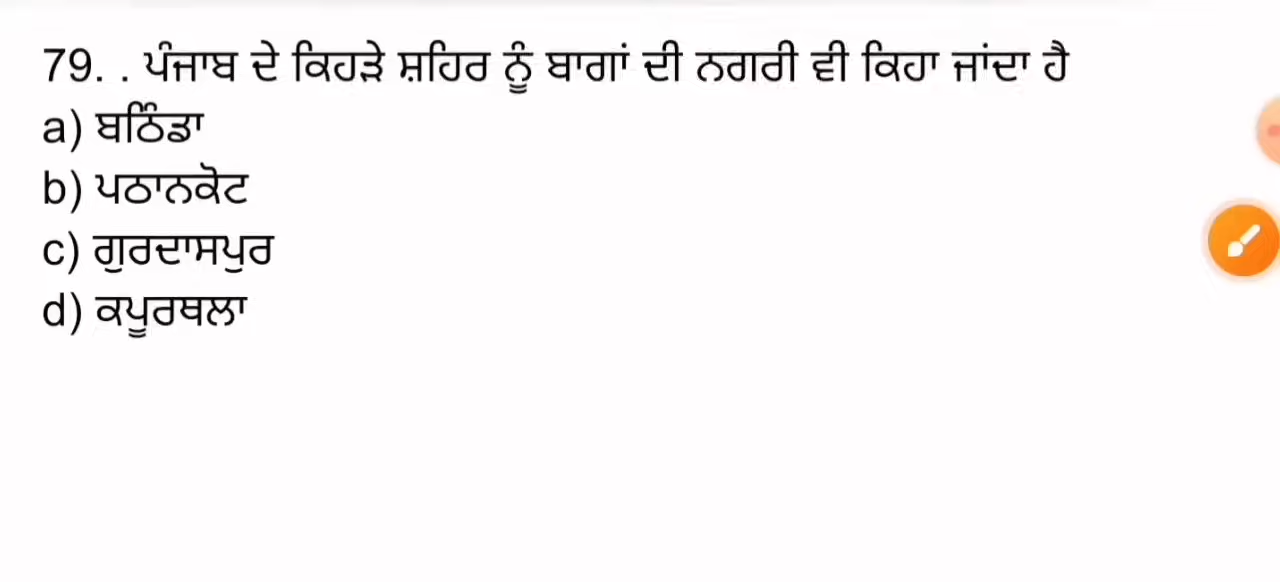 79. . ਪੰਜਾਬ ਦੇ ਕਿਹੜੇ ਸ਼ਹਿਰ ਨੂੰ ਬਾਗਾਂ ਦੀ ਨਗਰੀ ਵੀ ਕਿਹਾ ਜਾਂਦਾ ਹੈ
a) ਬਠਿੰਡਾ
b) ਪਠਾਨਕੋਟ
c) ਗੁਰਦਾਸਪੁਰ
d) ਕਪੂਰਥਲਾ